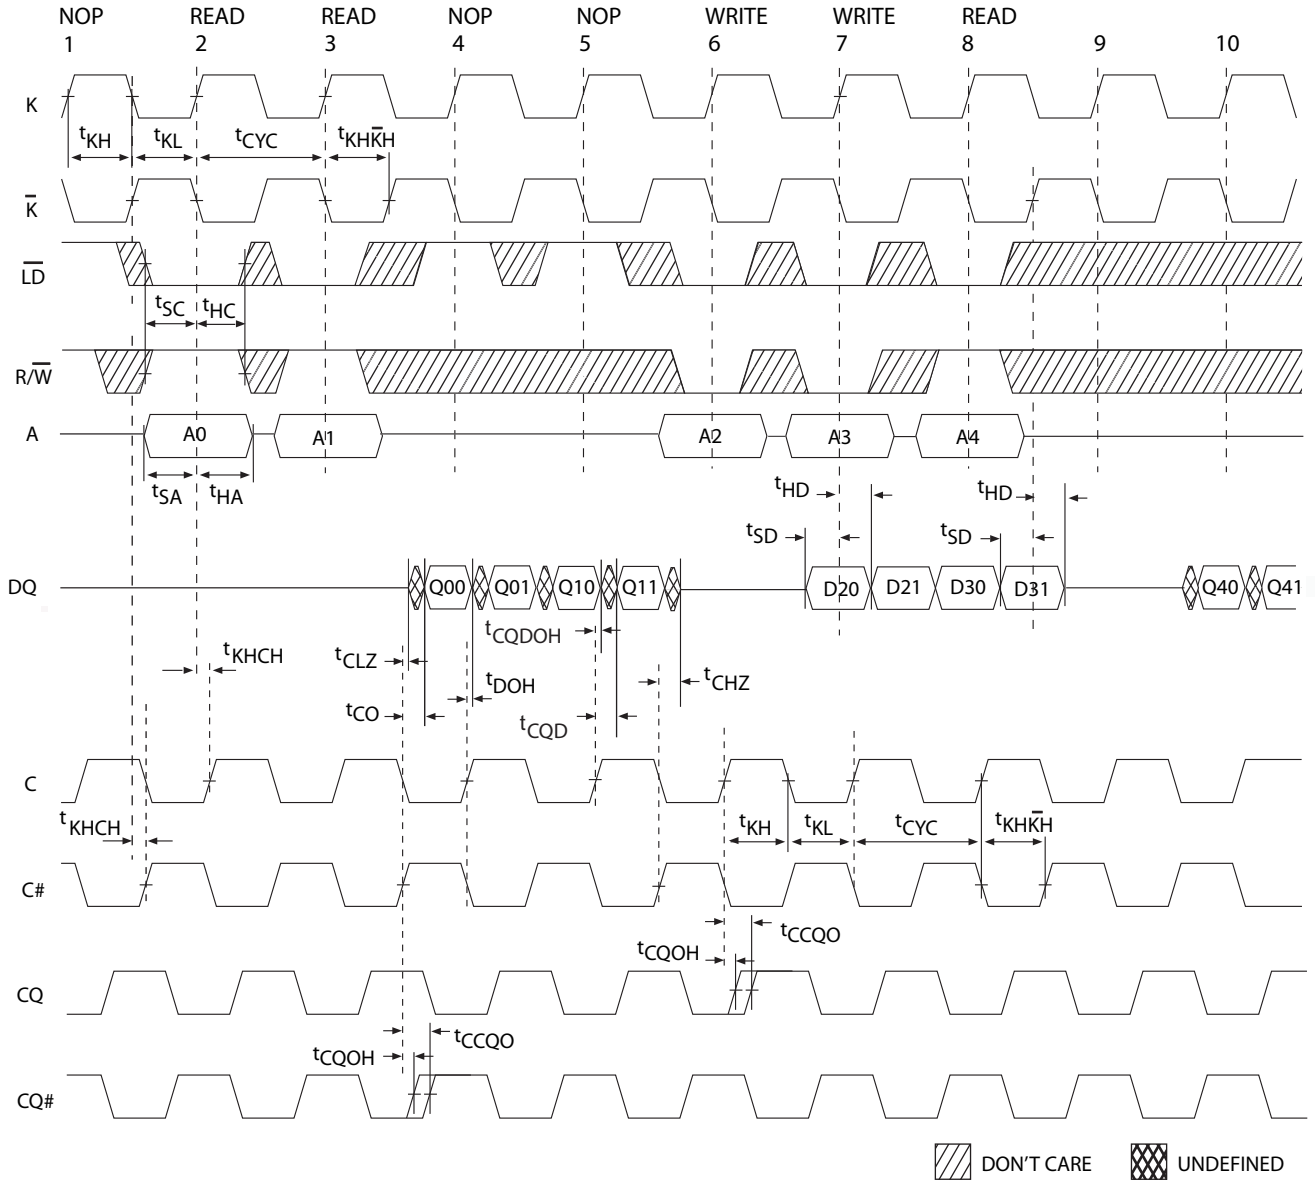 NOP READ READ NOP NOP WRITE WRITE READ
1 2 3 4 5 6 7 8 9 10
K
tKH tKL tCYC tKHK̅H
K̅
L̅D̅
tSC tHC
R/W̅
A A0 A1 A2 A3 A4
tSA tHA tHD tHD
tSD tSD
DQ Q00 Q01 Q10 Q11 D20 D21 D30 D31 Q40 Q41
tCQDOH
tKHCH tCLZ tDOH tCHZ
tCO tCQD
C
tKHCH tKH tKL tCYC tKHK̅H
C#
tCCQO
tCQOH
CQ
tCCQO
tCQOH
CQ#
DON'T CARE UNDEFINED